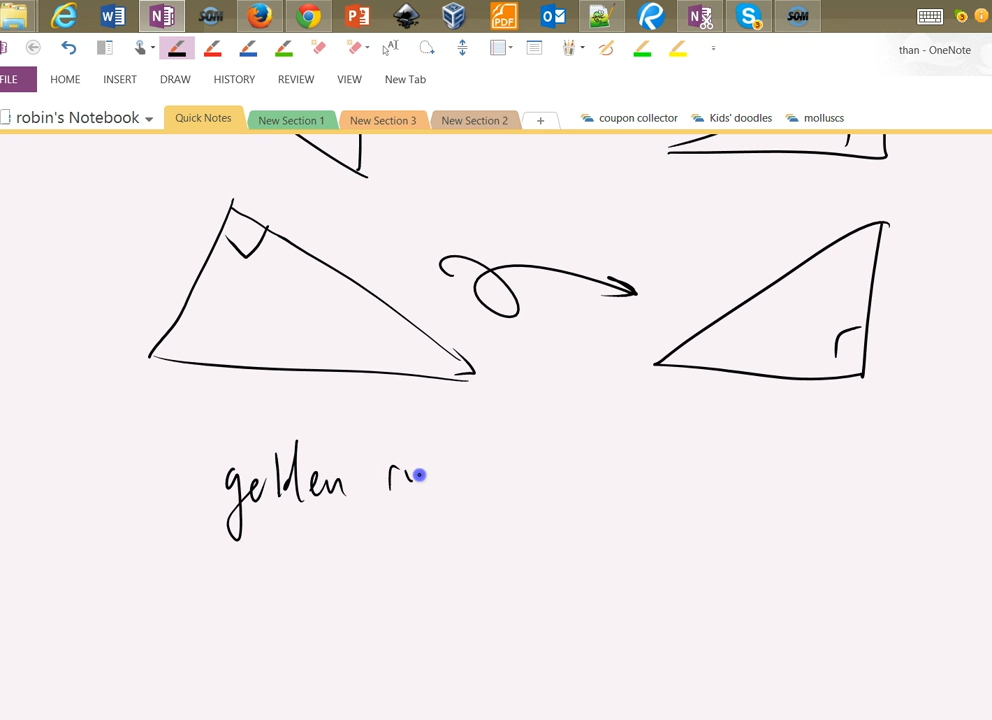 than - OneNote
FILE HOME INSERT DRAW HISTORY REVIEW VIEW New Tab
robin's Notebook Quick Notes New Section 1 New Section 3 New Section 2 + coupon collector Kids' doodles molluscs
golden